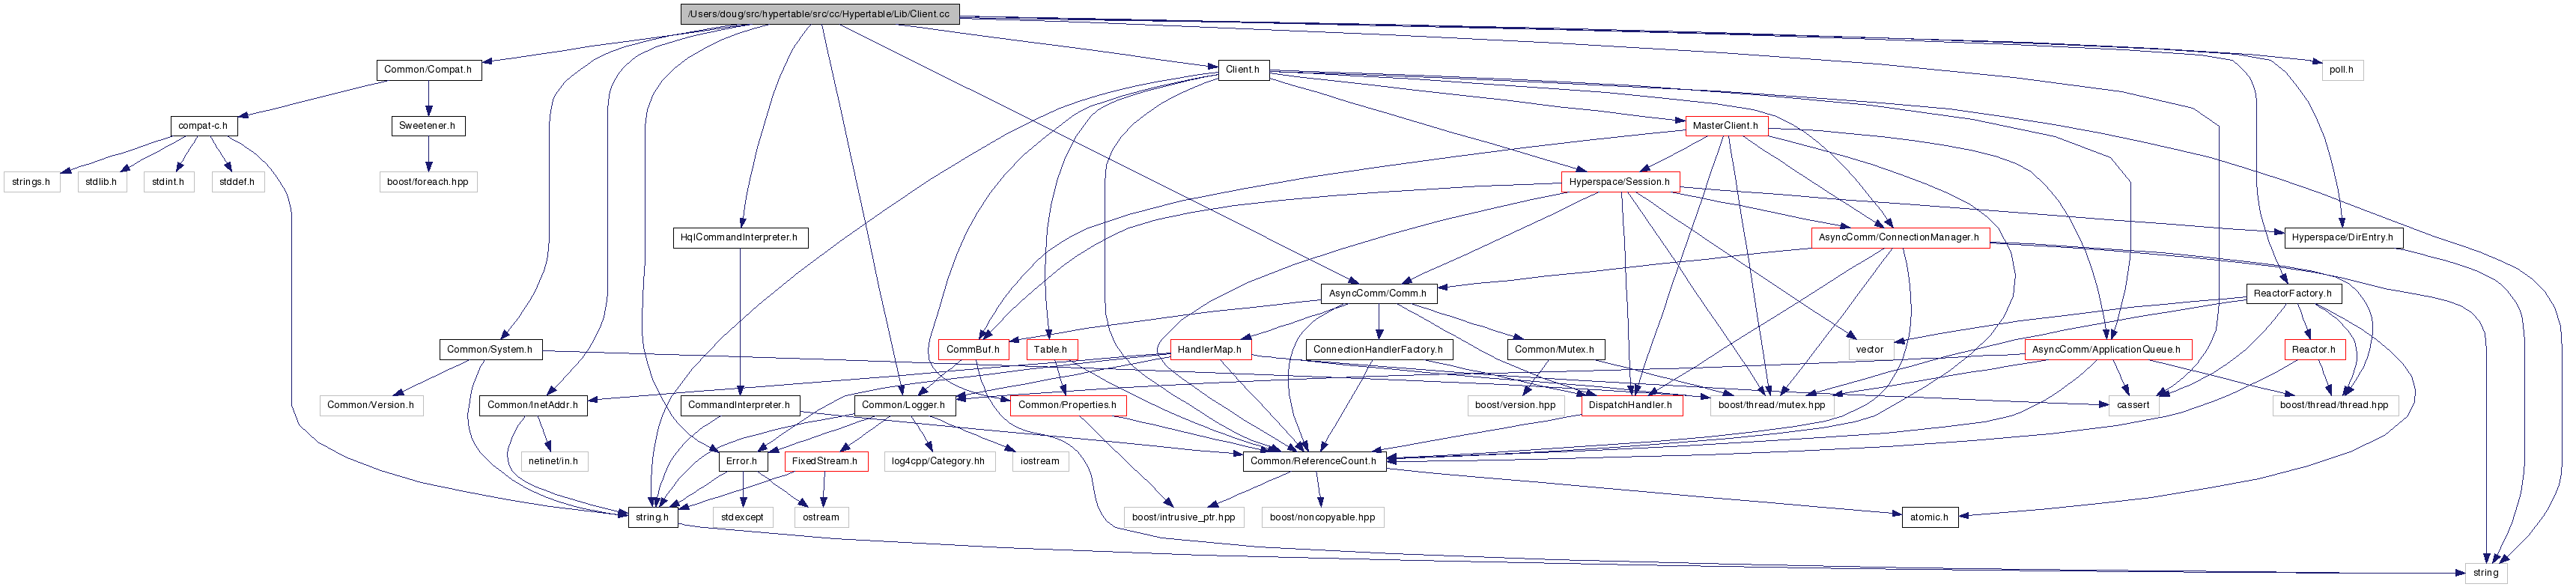 /Users/doug/src/hypertable/src/cc/Hypertable/Lib/Client.cc
Common/Compat.h
Client.h
poll.h
compat-c.h
Sweetener.h
MasterClient.h
strings.h
stdlib.h
stdint.h
stddef.h
boost/foreach.hpp
Hyperspace/Session.h
HqlCommandInterpreter.h
AsyncComm/ConnectionManager.h
Hyperspace/DirEntry.h
AsyncComm/Comm.h
ReactorFactory.h
Common/System.h
CommBuf.h
Table.h
HandlerMap.h
ConnectionHandlerFactory.h
Common/Mutex.h
vector
AsyncComm/ApplicationQueue.h
Reactor.h
Common/Version.h
Common/InetAddr.h
CommandInterpreter.h
Common/Logger.h
Common/Properties.h
boost/version.hpp
DispatchHandler.h
boost/thread/mutex.hpp
cassert
boost/thread/thread.hpp
netinet/in.h
Error.h
FixedStream.h
log4cpp/Category.hh
iostream
Common/ReferenceCount.h
string.h
stdexcept
ostream
boost/intrusive_ptr.hpp
boost/noncopyable.hpp
atomic.h
string